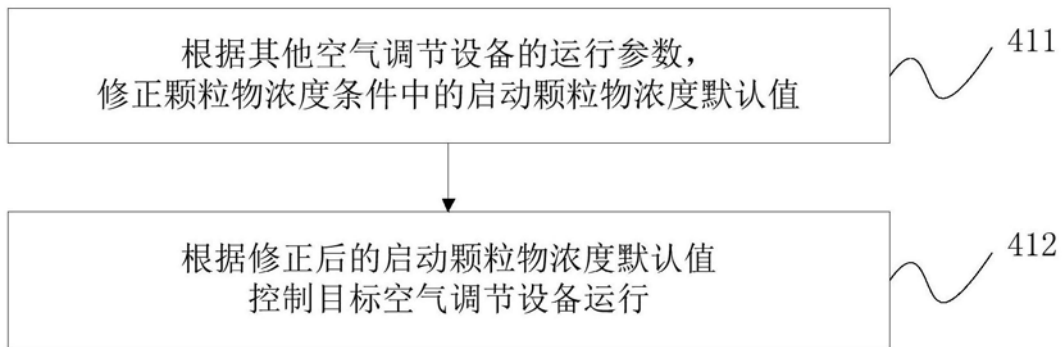 根据其他空气调节设备的运行参数，
修正颗粒物浓度条件中的启动颗粒物浓度默认值
411
根据修正后的启动颗粒物浓度默认值
控制目标空气调节设备运行
412